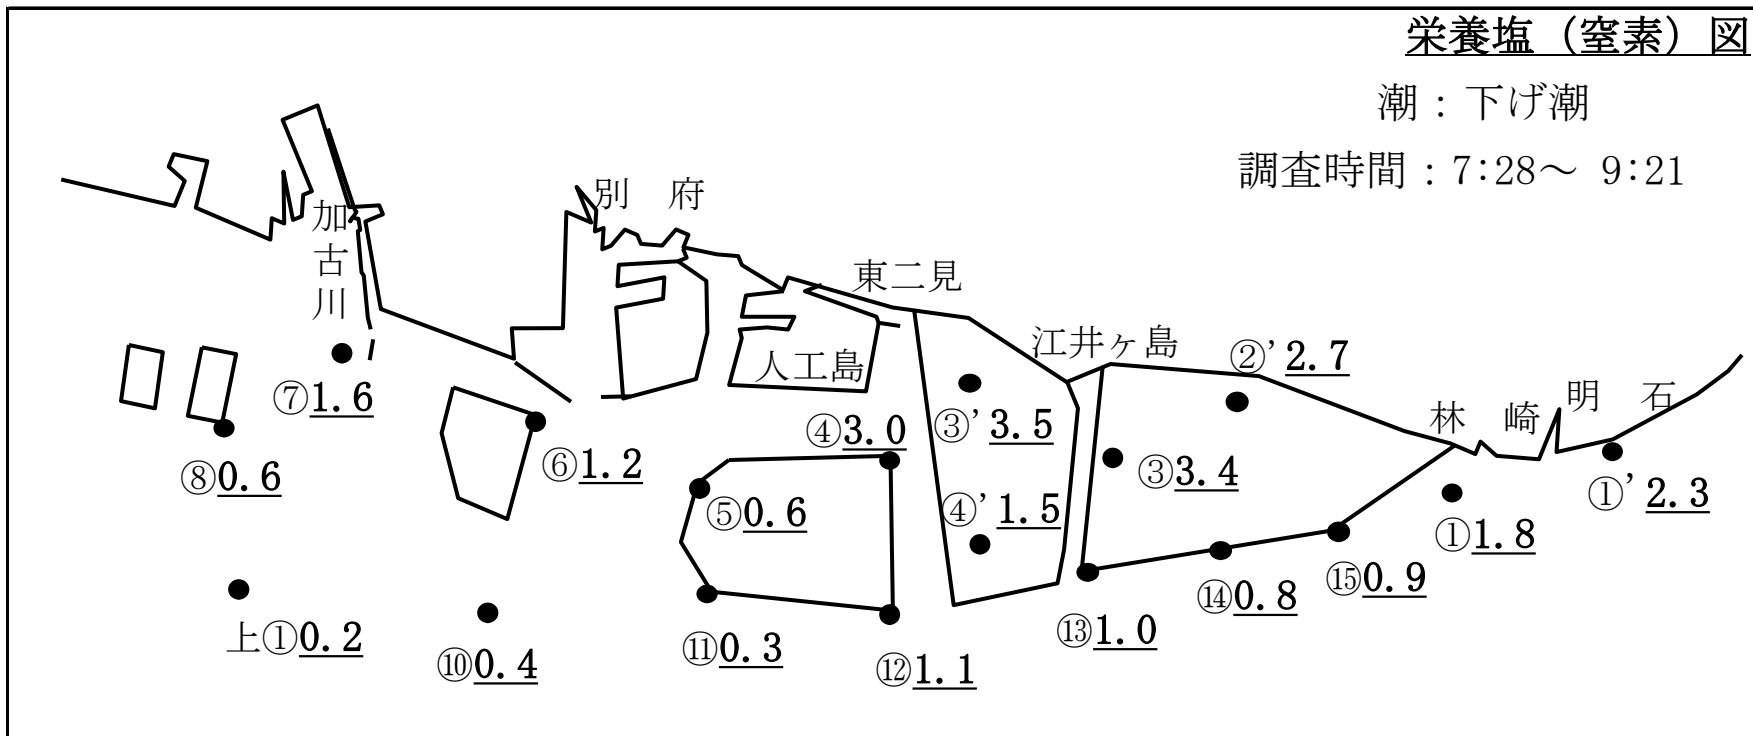 栄養塩（窒素）図
潮：下げ潮
調査時間：7:28～ 9:21
別 府
加古川
東二見
江井ヶ島
人工島
②’2.7
林 崎
明 石
⑦1.6
④3.0
③’3.5
⑧0.6
⑥1.2
③3.4
①’2.3
⑤0.6
④’1.5
①1.8
⑮0.9
⑭0.8
上①0.2
⑬1.0
⑩0.4
⑪0.3
⑫1.1